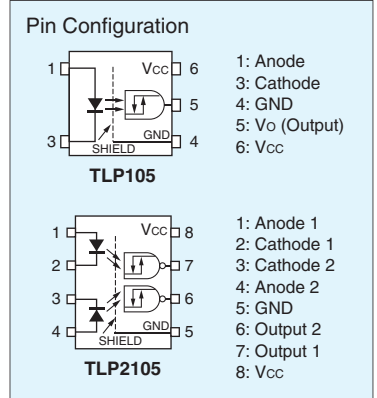 Pin Configuration
1
VCC
6
5
3
GND
4
SHIELD
TLP105
1: Anode
3: Cathode
4: GND
5: VO (Output)
6: VCC
1
VCC
8
2
7
3
6
4
GND
5
SHIELD
TLP2105
1: Anode 1
2: Cathode 1
3: Cathode 2
4: Anode 2
5: GND
6: Output 2
7: Output 1
8: VCC